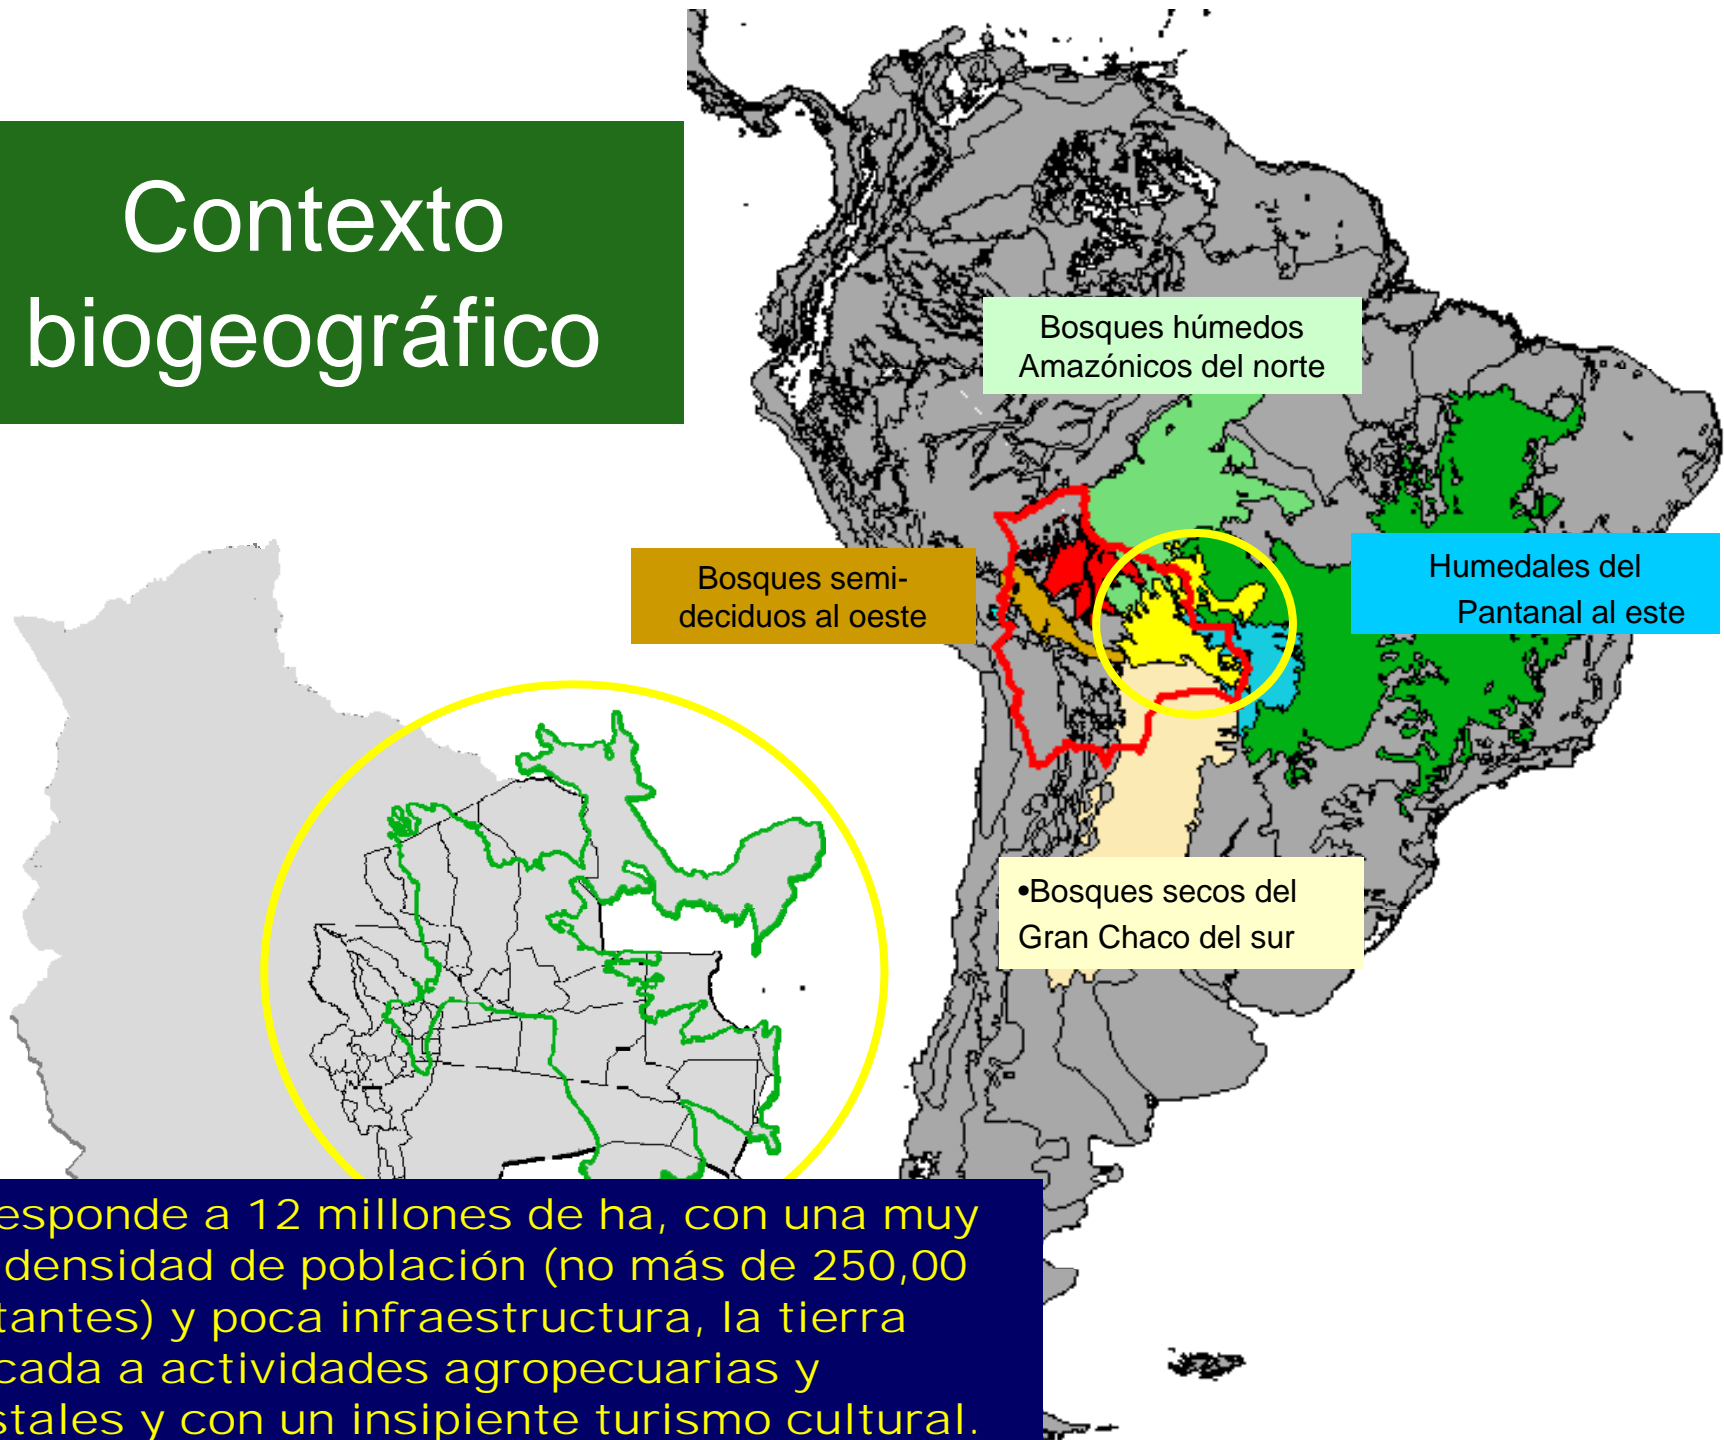 Contexto
biogeográfico
Bosques húmedos
Amazónicos del norte
Bosques semi-
deciduos al oeste
Humedales del
Pantanal al este
•Bosques secos del
Gran Chaco del sur
esponde a 12 millones de ha, con una muy
densidad de población (no más de 250,00
tantes) y poca infraestructura, la tierra
cada a actividades agropecuarias y
stales y con un insipiente turismo cultural.